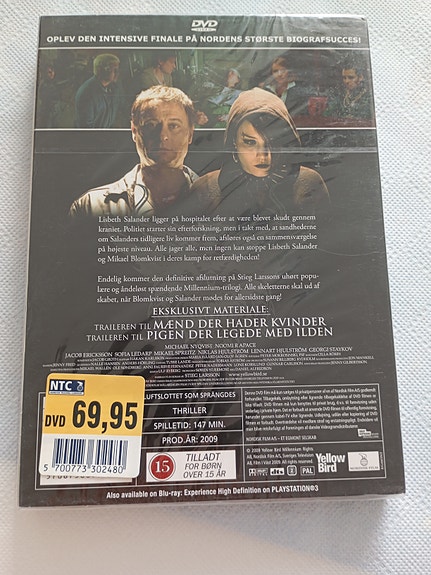 DVD
VIDEO
OPLEV DEN INTENSIVE FINALE PÅ NORDENS STØRSTE BIOGRAFSUCCES!
Lisbeth Salander ligger på hospitalet efter at være blevet skudt gennem
kraniet. Politiet starter sin efterforskning, men i takt med, at sandhederne
om Salanders tidligere liv kommer frem, afsløres også en sammensværgelse
på højeste niveau. Alle jager alle, men ingen kan stoppe Lisbeth Salander
og Mikael Blomkvist i deres kamp for retfærdigheden!
Endelig kommer den definitive afslutning på Stieg Larssons uhørt popu-
lære og åndeløst spændende Millennium-trilogi. Alle skeletterne skal ud af
skabet, når Blomkvist og Salander mødes for allersidste gang!
EKSKLUSIVT MATERIALE:
TRAILEREN TIL MÆND DER HADER KVINDER
TRAILEREN TIL PIGEN DER LEGEDE MED ILDEN
MICHAEL NYQVIST NOOMI RAPACE
JACOB ERICKSSON SOFIA LEDARP MIKAEL SPREITZ NIKLAS HJULSTRÖM LENNART HJULSTRÖM GEORGI STAYKOV
STIEG LARSSON
www.yellowbird.se
LUFTSLOTTET SOM SPRÄNGDES
THRILLER
SPILLETID: 147 MIN.
PROD.ÅR: 2009
NTC
DVD 69,95
5 700773 302480
15
TILLADT
FOR BØRN
OVER 15 ÅR
NORDISK FILM A/S – ET EGMONT SELSKAB
Yellow
Bird
PAL
Also available on Blu-ray: Experience High Definition on PLAYSTATION®3